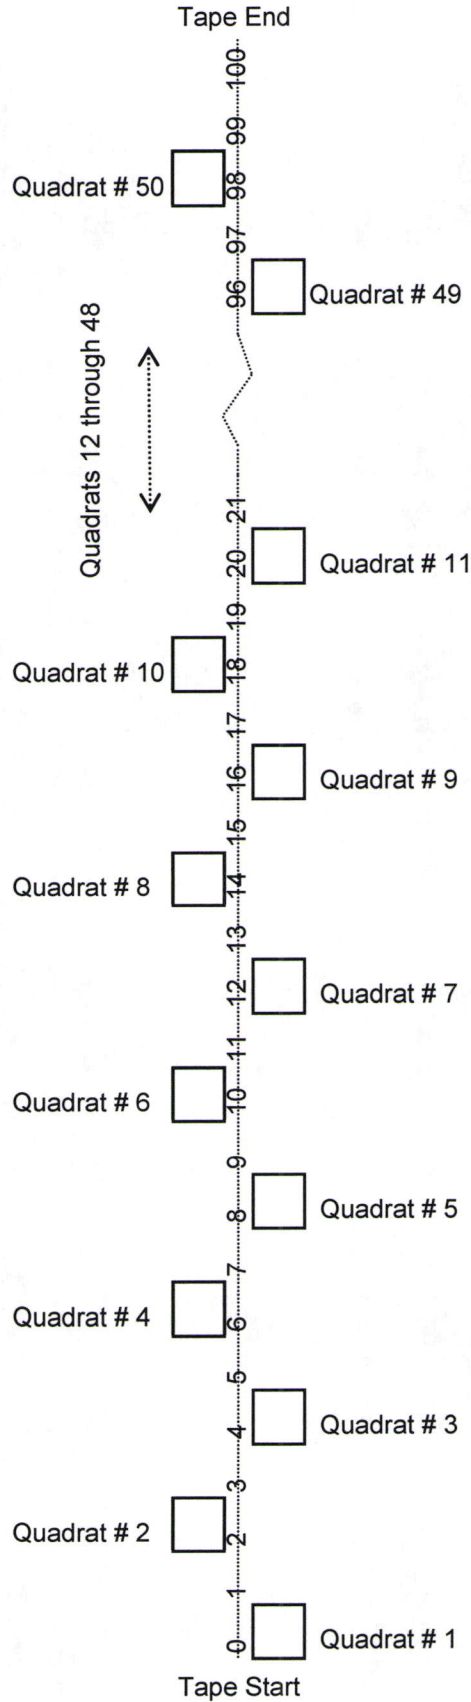 Tape End
100
99
Quadrat # 50
98
97
96
Quadrat # 49
Quadrats 12 through 48
21
20
Quadrat # 11
19
Quadrat # 10
18
17
16
Quadrat # 9
15
Quadrat # 8
14
13
12
Quadrat # 7
11
Quadrat # 6
10
9
8
Quadrat # 5
7
Quadrat # 4
6
5
4
Quadrat # 3
3
Quadrat # 2
2
1
0
Quadrat # 1
Tape Start